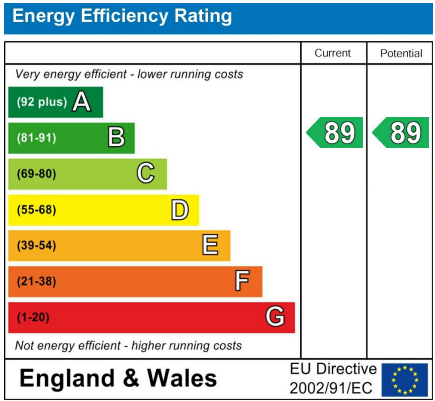 Energy Efficiency Rating
Current Potential
Very energy efficient - lower running costs
(92 plus) A
(81-91) B 89 89
(69-80) C
(55-68) D
(39-54) E
(21-38) F
(1-20) G
Not energy efficient - higher running costs
England & Wales
EU Directive
2002/91/EC